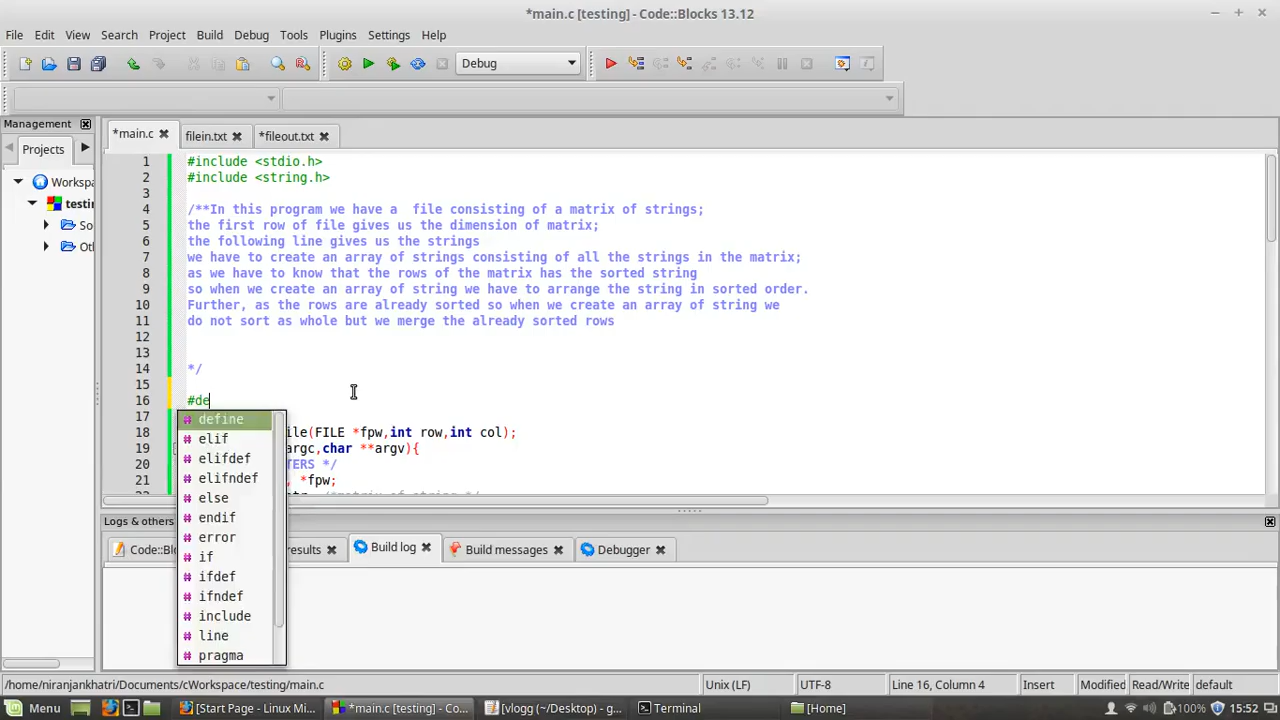 *main.c [testing] - Code::Blocks 13.12
File Edit View Search Project Build Debug Tools Plugins Settings Help
Debug
Management
*main.c filein.txt *fileout.txt
Projects
Workspa
testin
So
Oth
1 #include <stdio.h>
2 #include <string.h>
3
4 /**In this program we have a  file consisting of a matrix of strings;
5 the first row of file gives us the dimension of matrix;
6 the following line gives us the strings
7 we have to create an array of strings consisting of all the strings in the matrix;
8 as we have to know that the rows of the matrix has the sorted string
9 so when we create an array of string we have to arrange the string in sorted order.
10 Further, as the rows are already sorted so when we create an array of string we
11 do not sort as whole but we merge the already sorted rows
12
13
14 */
15
16 #de
17
18 ile(FILE *fpw,int row,int col);
19 argc,char **argv){
20 TERS */
21 , *fpw;
define
elif
elifdef
elifndef
else
endif
error
if
ifdef
ifndef
include
line
pragma
Logs & others
Code::Blo results Build log Build messages Debugger
/home/niranjankhatri/Documents/cWorkspace/testing/main.c Unix (LF) UTF-8 Line 16, Column 4 Insert Modified Read/Write default
Menu [Start Page - Linux Mi... *main.c [testing] - Co... [vlogg (~/Desktop) - g... Terminal [Home] 100% 15:52